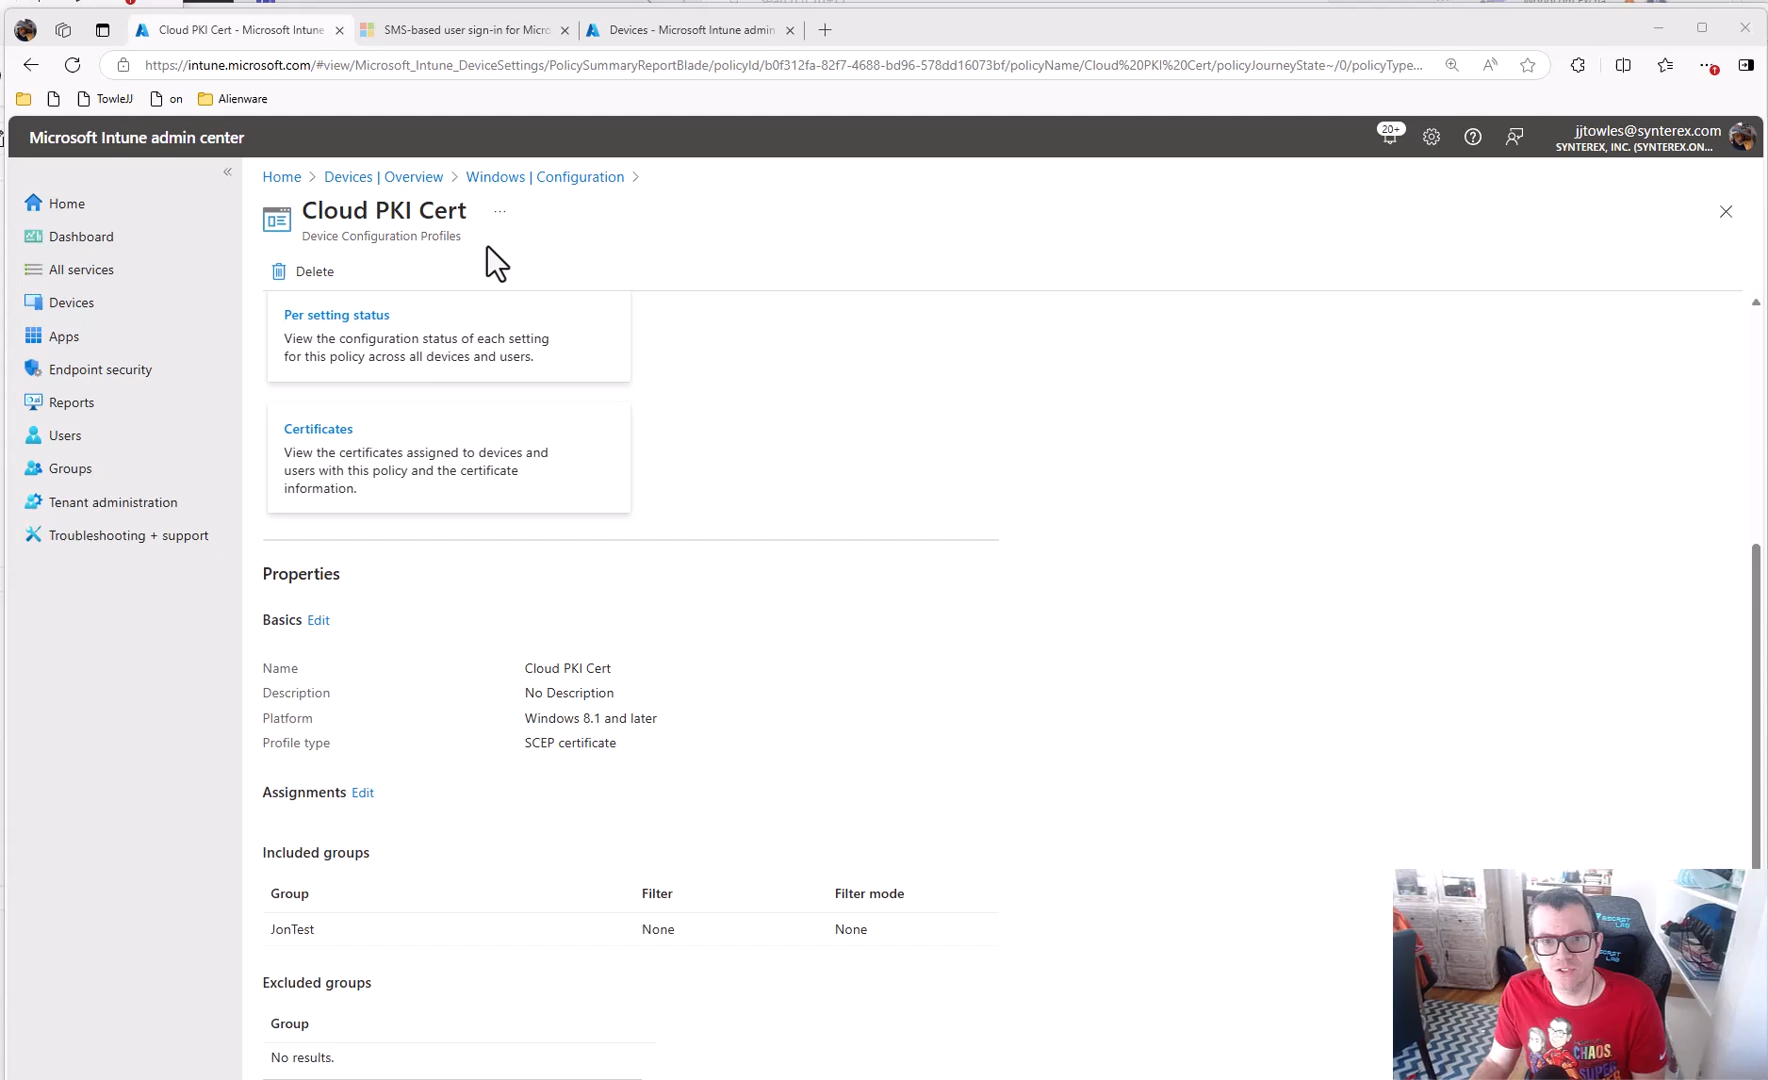 Cloud PKI Cert - Microsoft Intune
SMS-based user sign-in for Micro
Devices - Microsoft Intune admin
https://intune.microsoft.com/#view/Microsoft_Intune_DeviceSettings/PolicySummaryReportBlade/policyId/b0f312fa-82f7-4688-bd96-578dd16073bf/policyName/Cloud%20PKI%20Cert/policyJourneyState~/0/policyType...
TowleJJ
on
Alienware
Microsoft Intune admin center
20+
jjtowles@synterex.com
SYNTEREX, INC. (SYNTEREX.ON...
Home
Dashboard
All services
Devices
Apps
Endpoint security
Reports
Users
Groups
Tenant administration
Troubleshooting + support
Home > Devices | Overview > Windows | Configuration >
Cloud PKI Cert ...
Device Configuration Profiles
Delete
Per setting status
View the configuration status of each setting
for this policy across all devices and users.
Certificates
View the certificates assigned to devices and
users with this policy and the certificate
information.
Properties
Basics Edit
Name Cloud PKI Cert
Description No Description
Platform Windows 8.1 and later
Profile type SCEP certificate
Assignments Edit
Included groups
Group Filter Filter mode
JonTest None None
Excluded groups
Group
No results.
CHAOS
SUPER